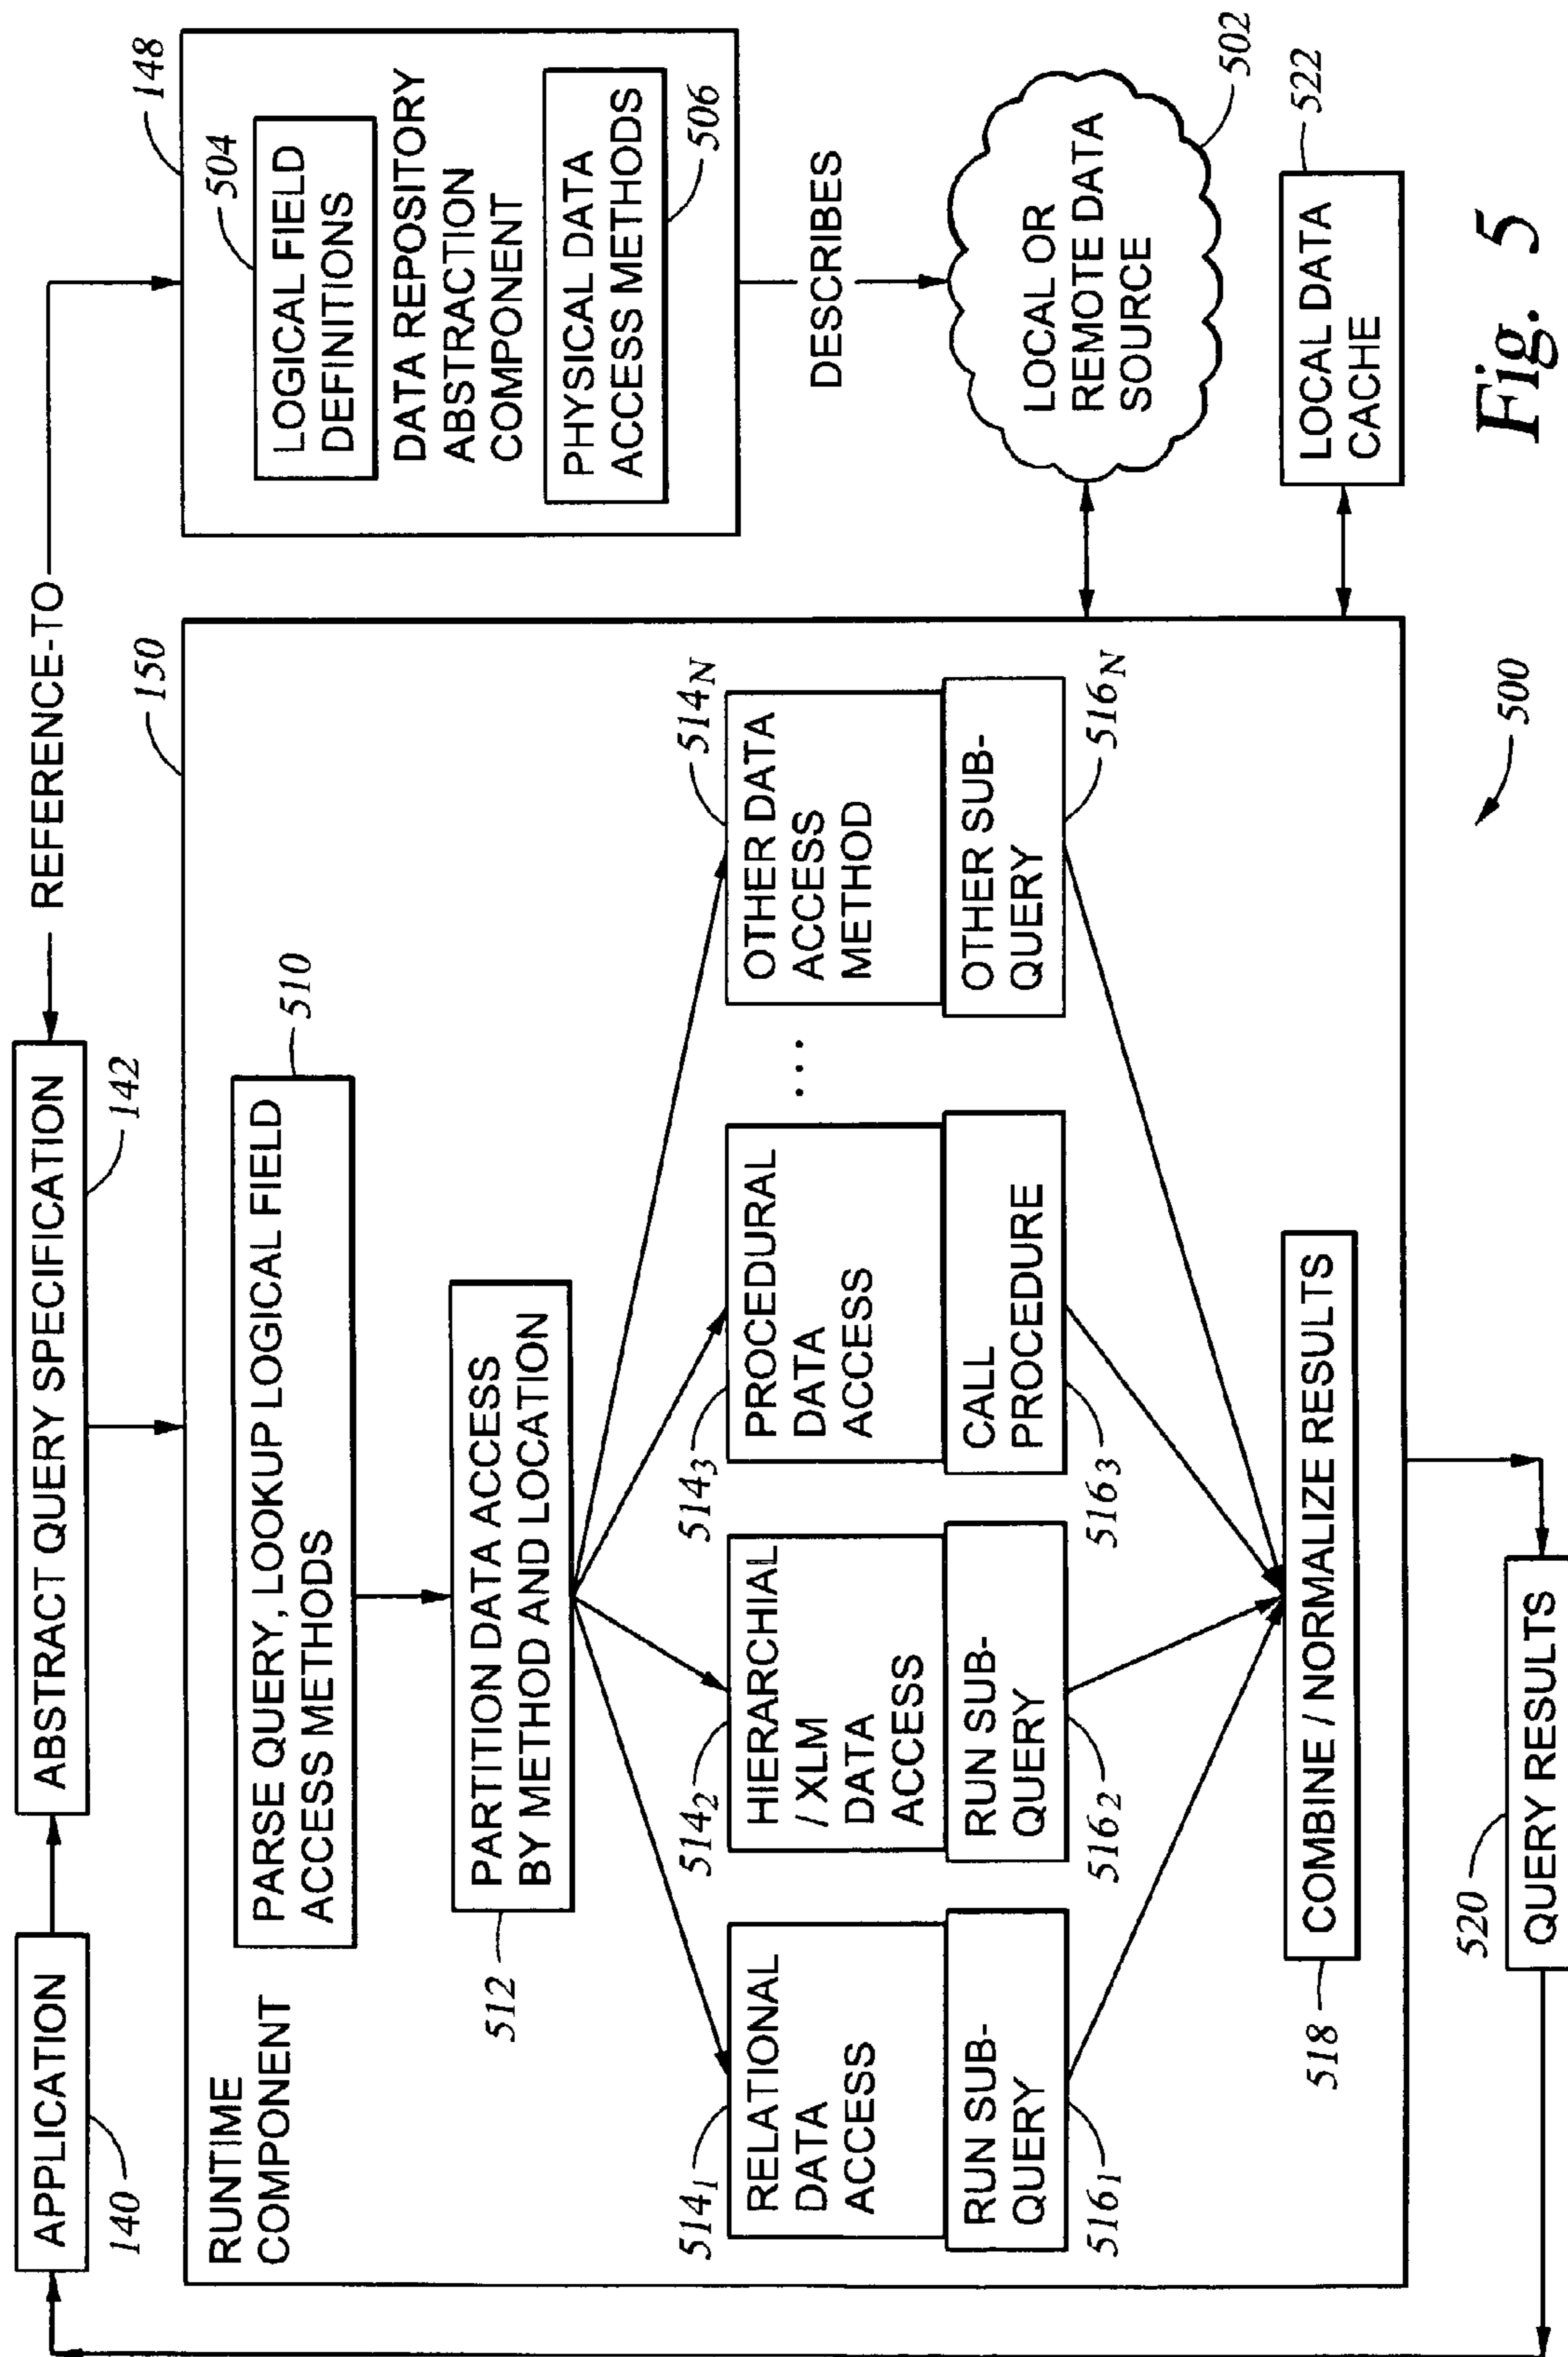 APPLICATION
140
ABSTRACT QUERY SPECIFICATION
142
REFERENCE-TO
148
LOGICAL FIELD
DEFINITIONS
504
DATA REPOSITORY
ABSTRACTION
COMPONENT
PHYSICAL DATA
ACCESS METHODS
506
DESCRIBES
LOCAL OR
REMOTE DATA
SOURCE
502
LOCAL DATA
CACHE
522
150
RUNTIME
COMPONENT
PARSE QUERY, LOOKUP LOGICAL FIELD
ACCESS METHODS
510
PARTITION DATA ACCESS
BY METHOD AND LOCATION
512
514₁
RELATIONAL
DATA
ACCESS
RUN SUB-
QUERY
516₁
514₂
HIERARCHIAL
/ XLM
DATA
ACCESS
RUN SUB-
QUERY
516₂
514₃
PROCEDURAL
DATA
ACCESS
CALL
PROCEDURE
516₃
...
514N
OTHER DATA
ACCESS
METHOD
OTHER SUB-
QUERY
516N
COMBINE / NORMALIZE RESULTS
518
520
QUERY RESULTS
500
Fig. 5